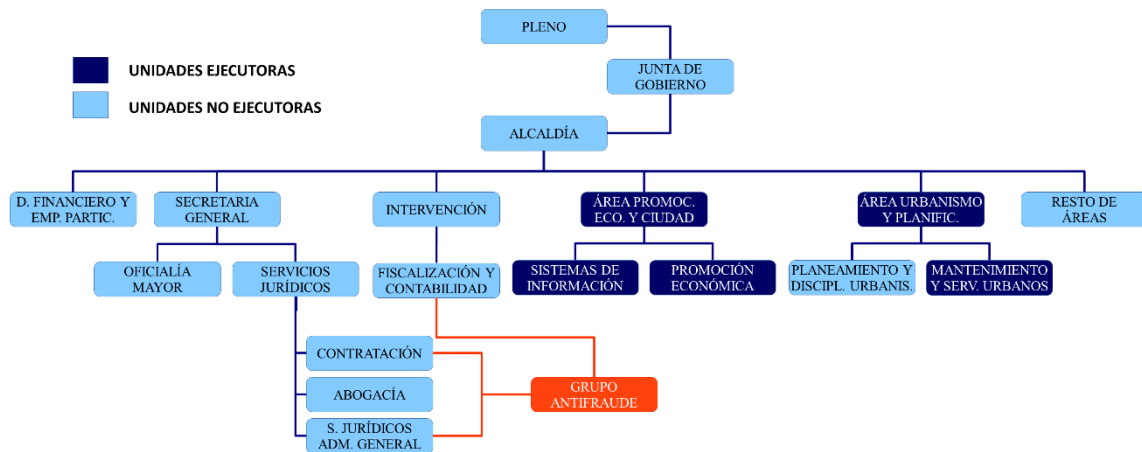 PLENO
JUNTA DE
GOBIERNO
UNIDADES EJECUTORAS
UNIDADES NO EJECUTORAS
ALCALDÍA
D. FINANCIERO Y
EMP. PARTIC.
SECRETARIA
GENERAL
INTERVENCIÓN
ÁREA PROMOC.
ECO. Y CIUDAD
ÁREA URBANISMO
Y PLANIFIC.
RESTO DE
ÁREAS
OFICIALÍA
MAYOR
SERVICIOS
JURÍDICOS
FISCALIZACIÓN Y
CONTABILIDAD
SISTEMAS DE
INFORMACIÓN
PROMOCIÓN
ECONÓMICA
PLANEAMIENTO Y
DISCIPL. URBANIS.
MANTENIMIENTO
Y SERV. URBANOS
CONTRATACIÓN
ABOGACÍA
S. JURÍDICOS
ADM. GENERAL
GRUPO
ANTIFRAUDE